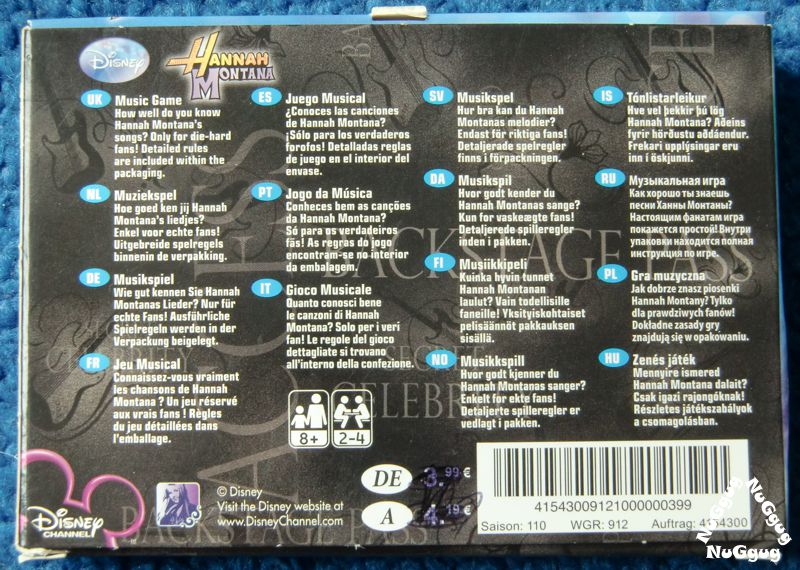 Disney
HANNAH
MONTANA
UK Music Game
How well do you know
Hannah Montana's
songs? Only for die-hard
fans! Detailed rules
are included within the
packaging.
NL Muziekspel
Hoe goed ken jij Hannah
Montana's liedjes?
Enkel voor echte fans!
Uitgebreide spelregels
binnenin de verpakking.
DE Musikspiel
Wie gut kennen Sie Hannah
Montanas Lieder? Nur für
echte Fans! Ausführliche
Spielregeln werden in der
Verpackung beigelegt.
FR Jeu Musical
Connaissez-vous vraiment
les chansons de Hannah
Montana ? Un jeu réservé
aux vrais fans ! Règles
du jeu détaillées dans
l'emballage.
ES Juego Musical
¿Conoces las canciones
de Hannah Montana?
¡Sólo para los verdaderos
forofos! Detalladas reglas
de juego en el interior del
envase.
PT Jogo da Música
Conheces bem as canções
da Hannah Montana?
Só para os verdadeiros
fãs! As regras do jogo
encontram-se no interior
da embalagem.
IT Gioco Musicale
Quanto conosci bene
le canzoni di Hannah
Montana? Solo per i veri
fan! Le regole del gioco
dettagliate si trovano
all'interno della confezione.
8+
2-4
SV Musikspel
Hur bra kan du Hannah
Montanas melodier?
Endast för riktiga fans!
Detaljerade spelregler
finns i förpackningen.
DA Musikspil
Hvor godt kender du
Hannah Montanas sange?
Kun for vaskeægte fans!
Detaljerede spilleregler
inden i pakken.
FI Musiikkipeli
Kuinka hyvin tunnet
Hannah Montanan
laulut? Vain todellisille
faneille! Yksityiskohtaiset
pelisäännöt pakkauksen
sisällä.
NO Musikkspill
Hvor godt kjenner du
Hannah Montanas sanger?
Enkelt for ekte fans!
Detaljerte spilleregler er
vedlagt i pakken.
IS Tónlistarleikur
Hve vel þekkir þú lög
Hannah Montana? Aðeins
fyrir hörðustu aðdáendur.
Frekari upplýsingar eru
inn í öskjunni.
RU Музыкальная игра
Как хорошо ты знаешь
песни Ханны Монтаны?
Настоящим фанатам игра
покажется простой! Внутри
упаковки находится полная
инструкция по игре.
PL Gra muzyczna
Jak dobrze znasz piosenki
Hannah Montany? Tylko
dla prawdziwych fanów!
Dokładne zasady gry
znajdują się w opakowaniu.
HU Zenés játék
Mennyire ismered
Hannah Montana dalait?
Csak igazi rajongóknak!
Részletes játékszabályok
a csomagolásban.
BACKSTAGE PASS
CELEBR
BACKSTAGE PASS
Disney
CHANNEL
© Disney
Visit the Disney website at
www.DisneyChannel.com
DE 3.99 €
A 4.19 €
41543009121000000399
Saison: 110 WGR: 912 Auftrag: 4154300
NuGgug
NuGgug
NuGgug